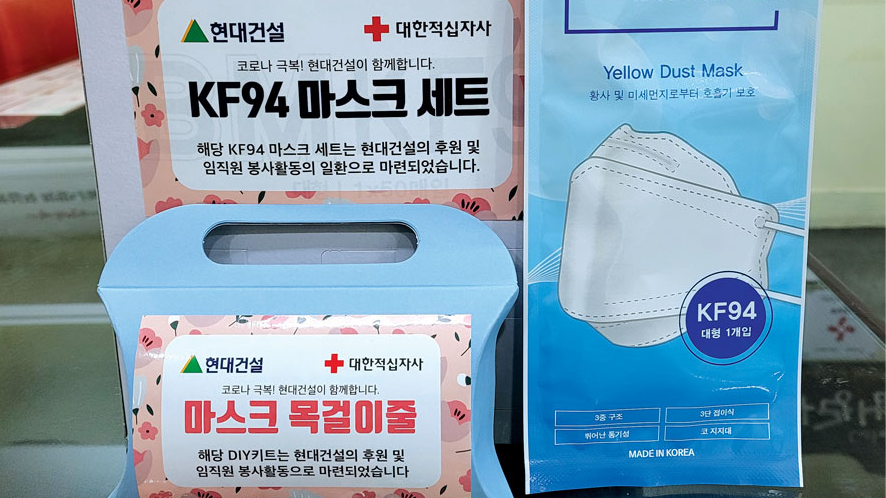 현대건설 대한적십자사
코로나 극복! 현대건설이 함께합니다.
KF94 마스크 세트
해당 KF94 마스크 세트는 현대건설의 후원 및
임직원 봉사활동의 일환으로 마련되었습니다.
현대건설 대한적십자사
코로나 극복! 현대건설이 함께합니다.
마스크 목걸이줄
해당 DIY키트는 현대건설의 후원 및
임직원 봉사활동으로 마련되었습니다
Yellow Dust Mask
황사 및 미세먼지로부터 호흡기 보호
KF94
대형 1개입
3중 구조 3단 접이식
뛰어난 통기성 코 지지대
MADE IN KOREA